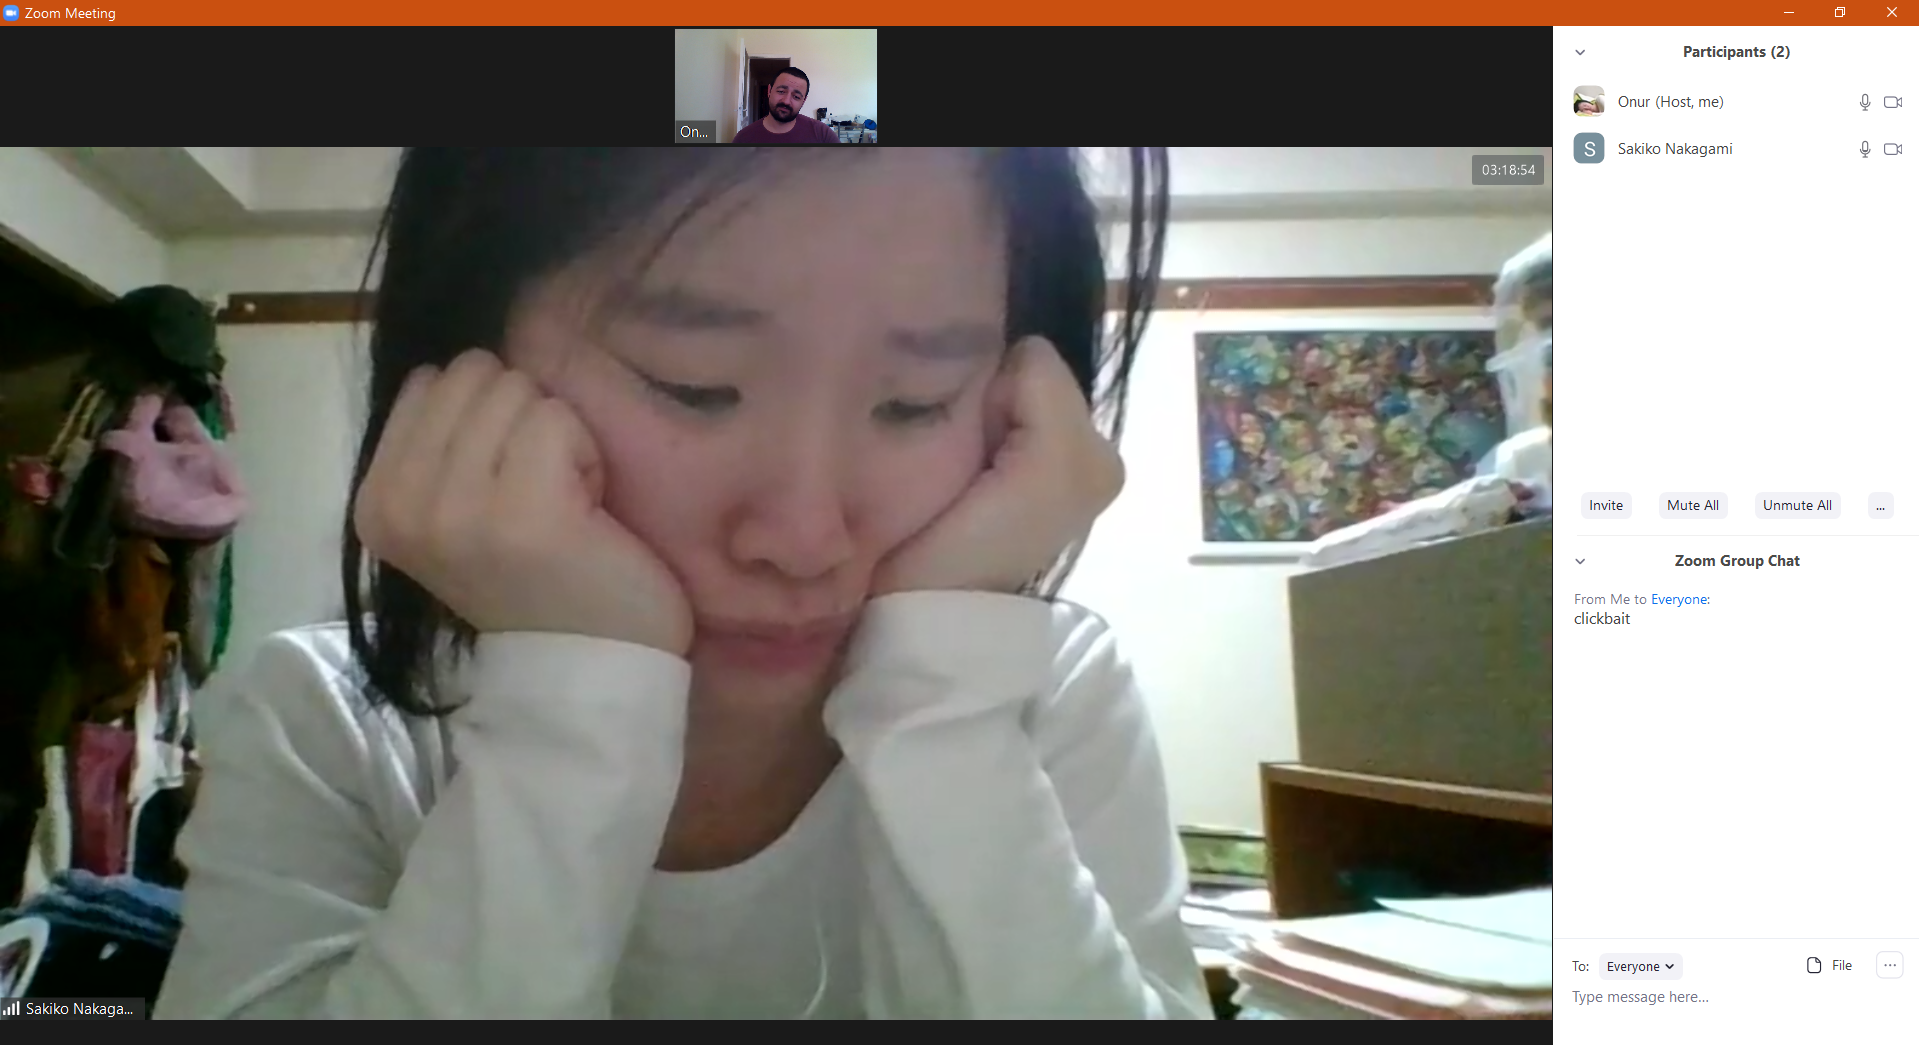 Zoom Meeting
On...
03:18:54
Sakiko Nakaga...
Participants (2)
Onur (Host, me)
S
Sakiko Nakagami
Invite
Mute All
Unmute All
...
Zoom Group Chat
From Me to Everyone:
clickbait
To:
Everyone
File
...
Type message here...